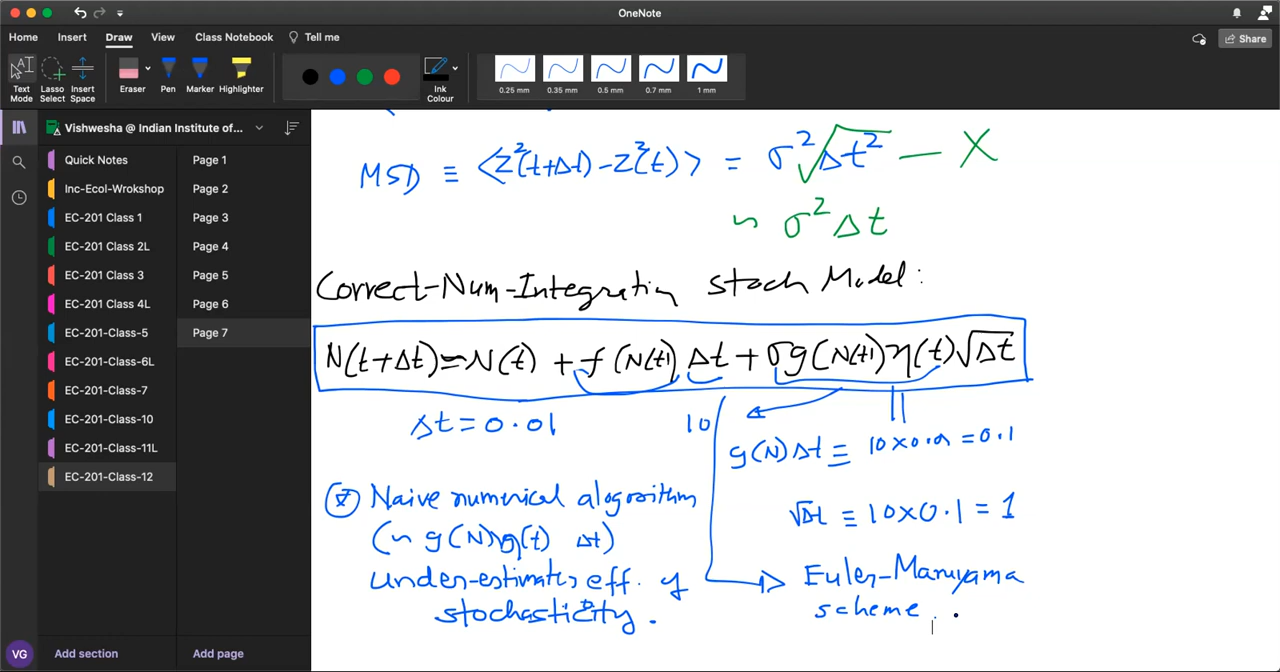 OneNote
Home Insert Draw View Class Notebook Tell me Share
Text Mode Lasso Select Insert Space Eraser Pen Marker Highlighter Ink Colour 0.25 mm 0.35 mm 0.5 mm 0.7 mm 1 mm
Vishwesha @ Indian Institute of...
Quick Notes Page 1
Inc-Ecol-Wrokshop Page 2
EC-201 Class 1 Page 3
EC-201 Class 2L Page 4
EC-201 Class 3 Page 5
EC-201 Class 4L Page 6
EC-201-Class-5 Page 7
EC-201-Class-6L
EC-201-Class-7
EC-201-Class-10
EC-201-Class-11L
EC-201-Class-12
VG Add section Add page
MSD ≡ <Z²(t+Δt) - Z²(t)> = σ²√Δt² — X
~ σ²Δt
Correct-Num-Integration stoch Model:
N(t+Δt) = N(t) + f(N(t)) Δt + σg(N(t))η(t)√Δt
Δt = 0.01
10
g(N)Δt ≡ 10×0.01 = 0.1
√Δt ≡ 10×0.1 = 1
Naive numerical algorithm
(~ g(N)η(t) Δt)
under-estimates eff. of
stochasticity.
Euler-Maruyama
scheme.